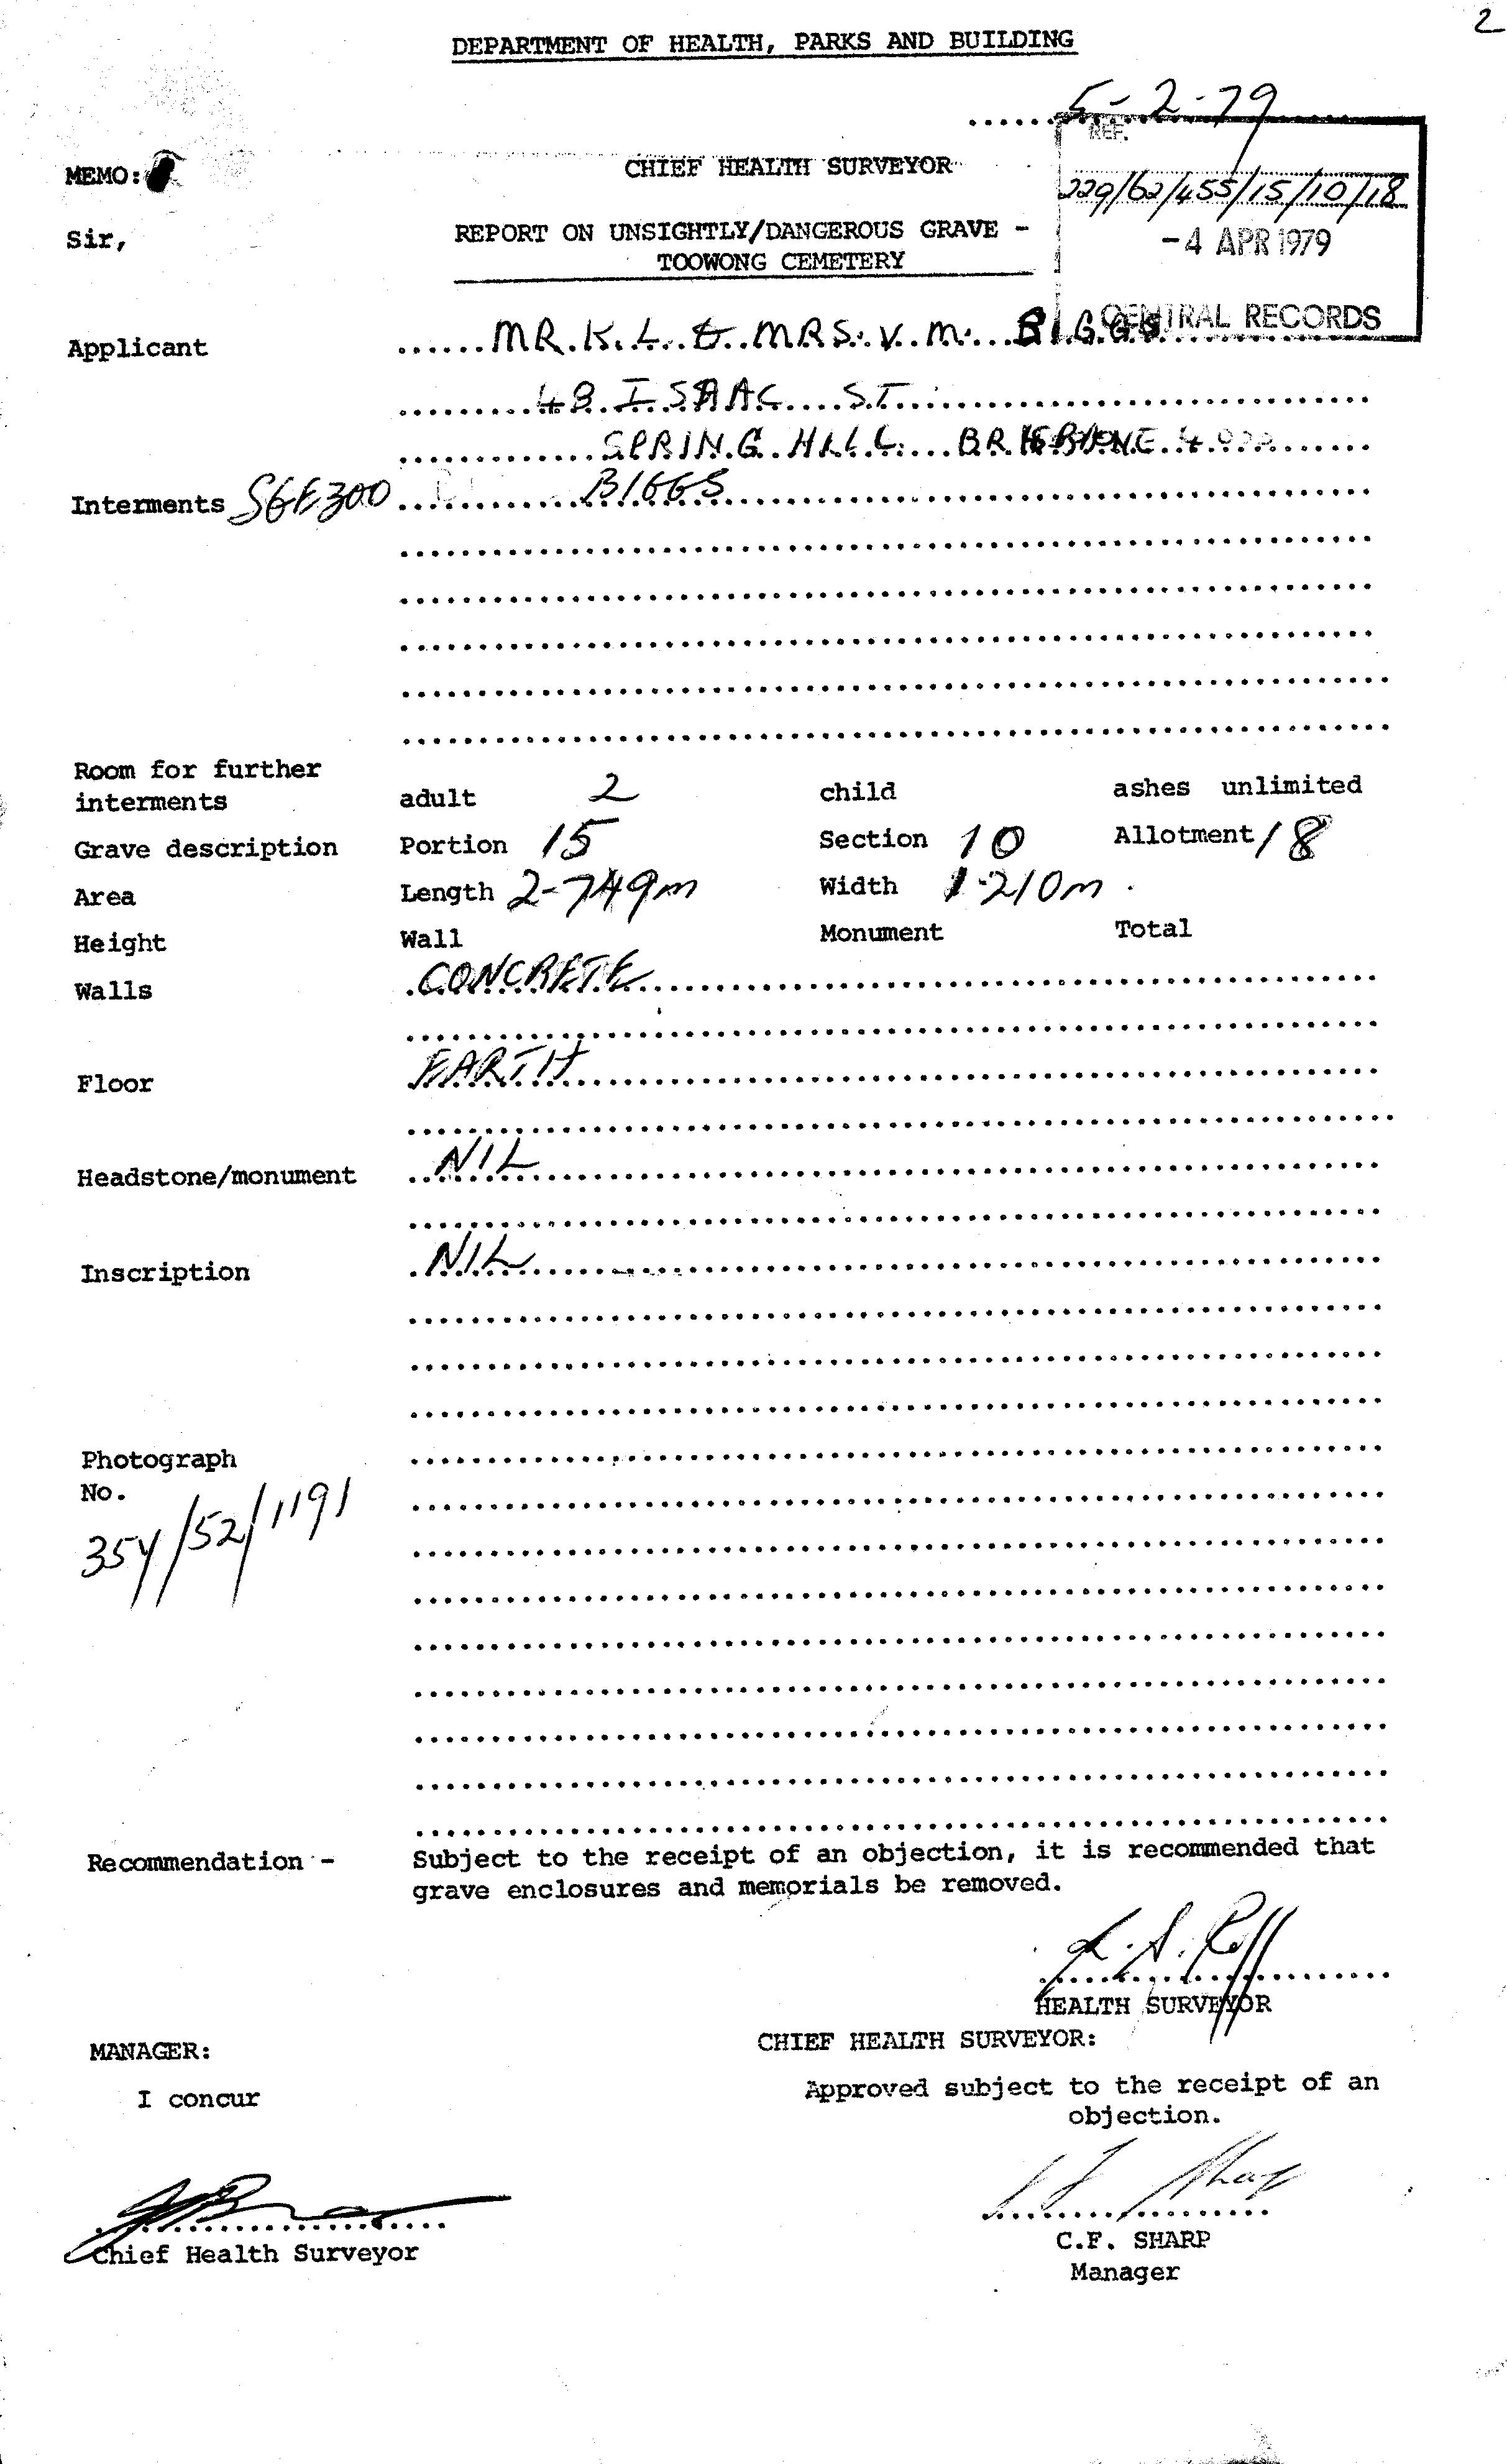 2
DEPARTMENT OF HEALTH, PARKS AND BUILDING
5-2-79
REF.
MEMO:
CHIEF HEALTH SURVEYOR
229/62/455/15/10/18
Sir,
REPORT ON UNSIGHTLY/DANGEROUS GRAVE -
TOOWONG CEMETERY
-4 APR 1979
CENTRAL RECORDS
Applicant MR. K. L. & MRS. V. M. BIGGS
48 ISAAC ST.
SPRING HILL BRISBANE
Interments BIGGS
Room for further
interments adult 2 child ashes unlimited
Grave description Portion 15 Section 10 Allotment 18
Area Length 2-749m Width 1-210m.
Height Wall Monument Total
Walls CONCRETE
Floor EARTH
Headstone/monument NIL
Inscription NIL
Photograph
No.
354/52/1191
Recommendation - Subject to the receipt of an objection, it is recommended that
grave enclosures and memorials be removed.
HEALTH SURVEYOR
MANAGER:
CHIEF HEALTH SURVEYOR:
I concur
Approved subject to the receipt of an
objection.
Chief Health Surveyor
C.F. SHARP
Manager